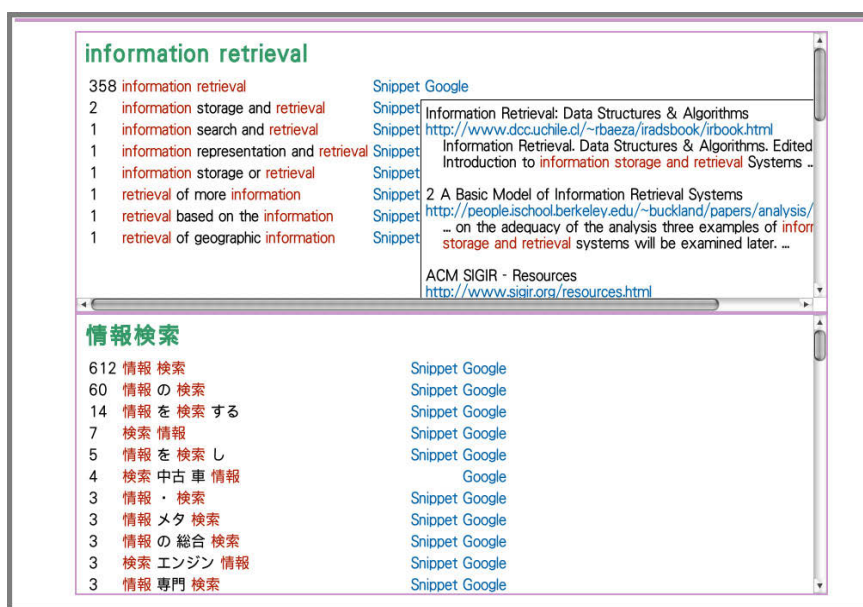 information retrieval
358 information retrieval Snippet Google
2 information storage and retrieval Snippet
1 information search and retrieval Snippet
1 information representation and retrieval Snippet
1 information storage or retrieval Snippet
1 retrieval of more information Snippet
1 retrieval based on the information Snippet
1 retrieval of geographic information Snippet
Information Retrieval: Data Structures & Algorithms
http://www.dcc.uchile.cl/~rbaeza/iradsbook/irbook.html
Information Retrieval. Data Structures & Algorithms. Edited
Introduction to information storage and retrieval Systems ...
2 A Basic Model of Information Retrieval Systems
http://people.ischool.berkeley.edu/~buckland/papers/analysis/
... on the adequacy of the analysis three examples of infor
storage and retrieval systems will be examined later. ...
ACM SIGIR - Resources
http://www.sigir.org/resources.html
情報検索
612 情報 検索 Snippet Google
60 情報 の 検索 Snippet Google
14 情報 を 検索 する Snippet Google
7 検索 情報 Snippet Google
5 情報 を 検索 し Snippet Google
4 検索 中古 車 情報 Google
3 情報 ・ 検索 Snippet Google
3 情報 メタ 検索 Snippet Google
3 情報 の 総合 検索 Snippet Google
3 検索 エンジン 情報 Snippet Google
3 情報 専門 検索 Snippet Google